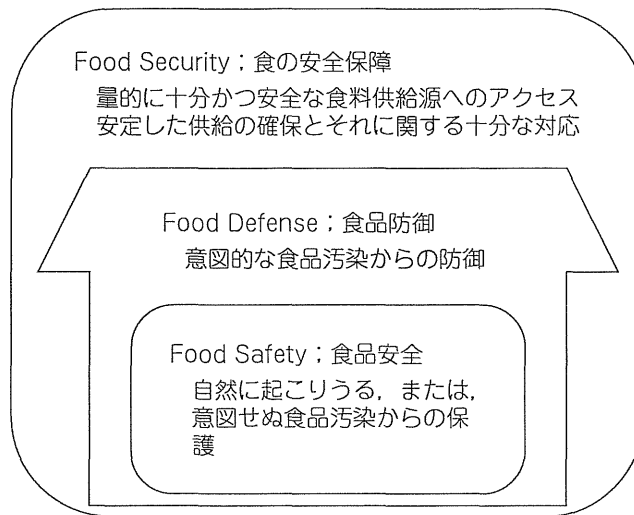 Food Security；食の安全保障
量的に十分かつ安全な食料供給源へのアクセス
安定した供給の確保とそれに関する十分な対応
Food Defense；食品防御
意図的な食品汚染からの防御
Food Safety；食品安全
自然に起こりうる，または，
意図せぬ食品汚染からの保
護